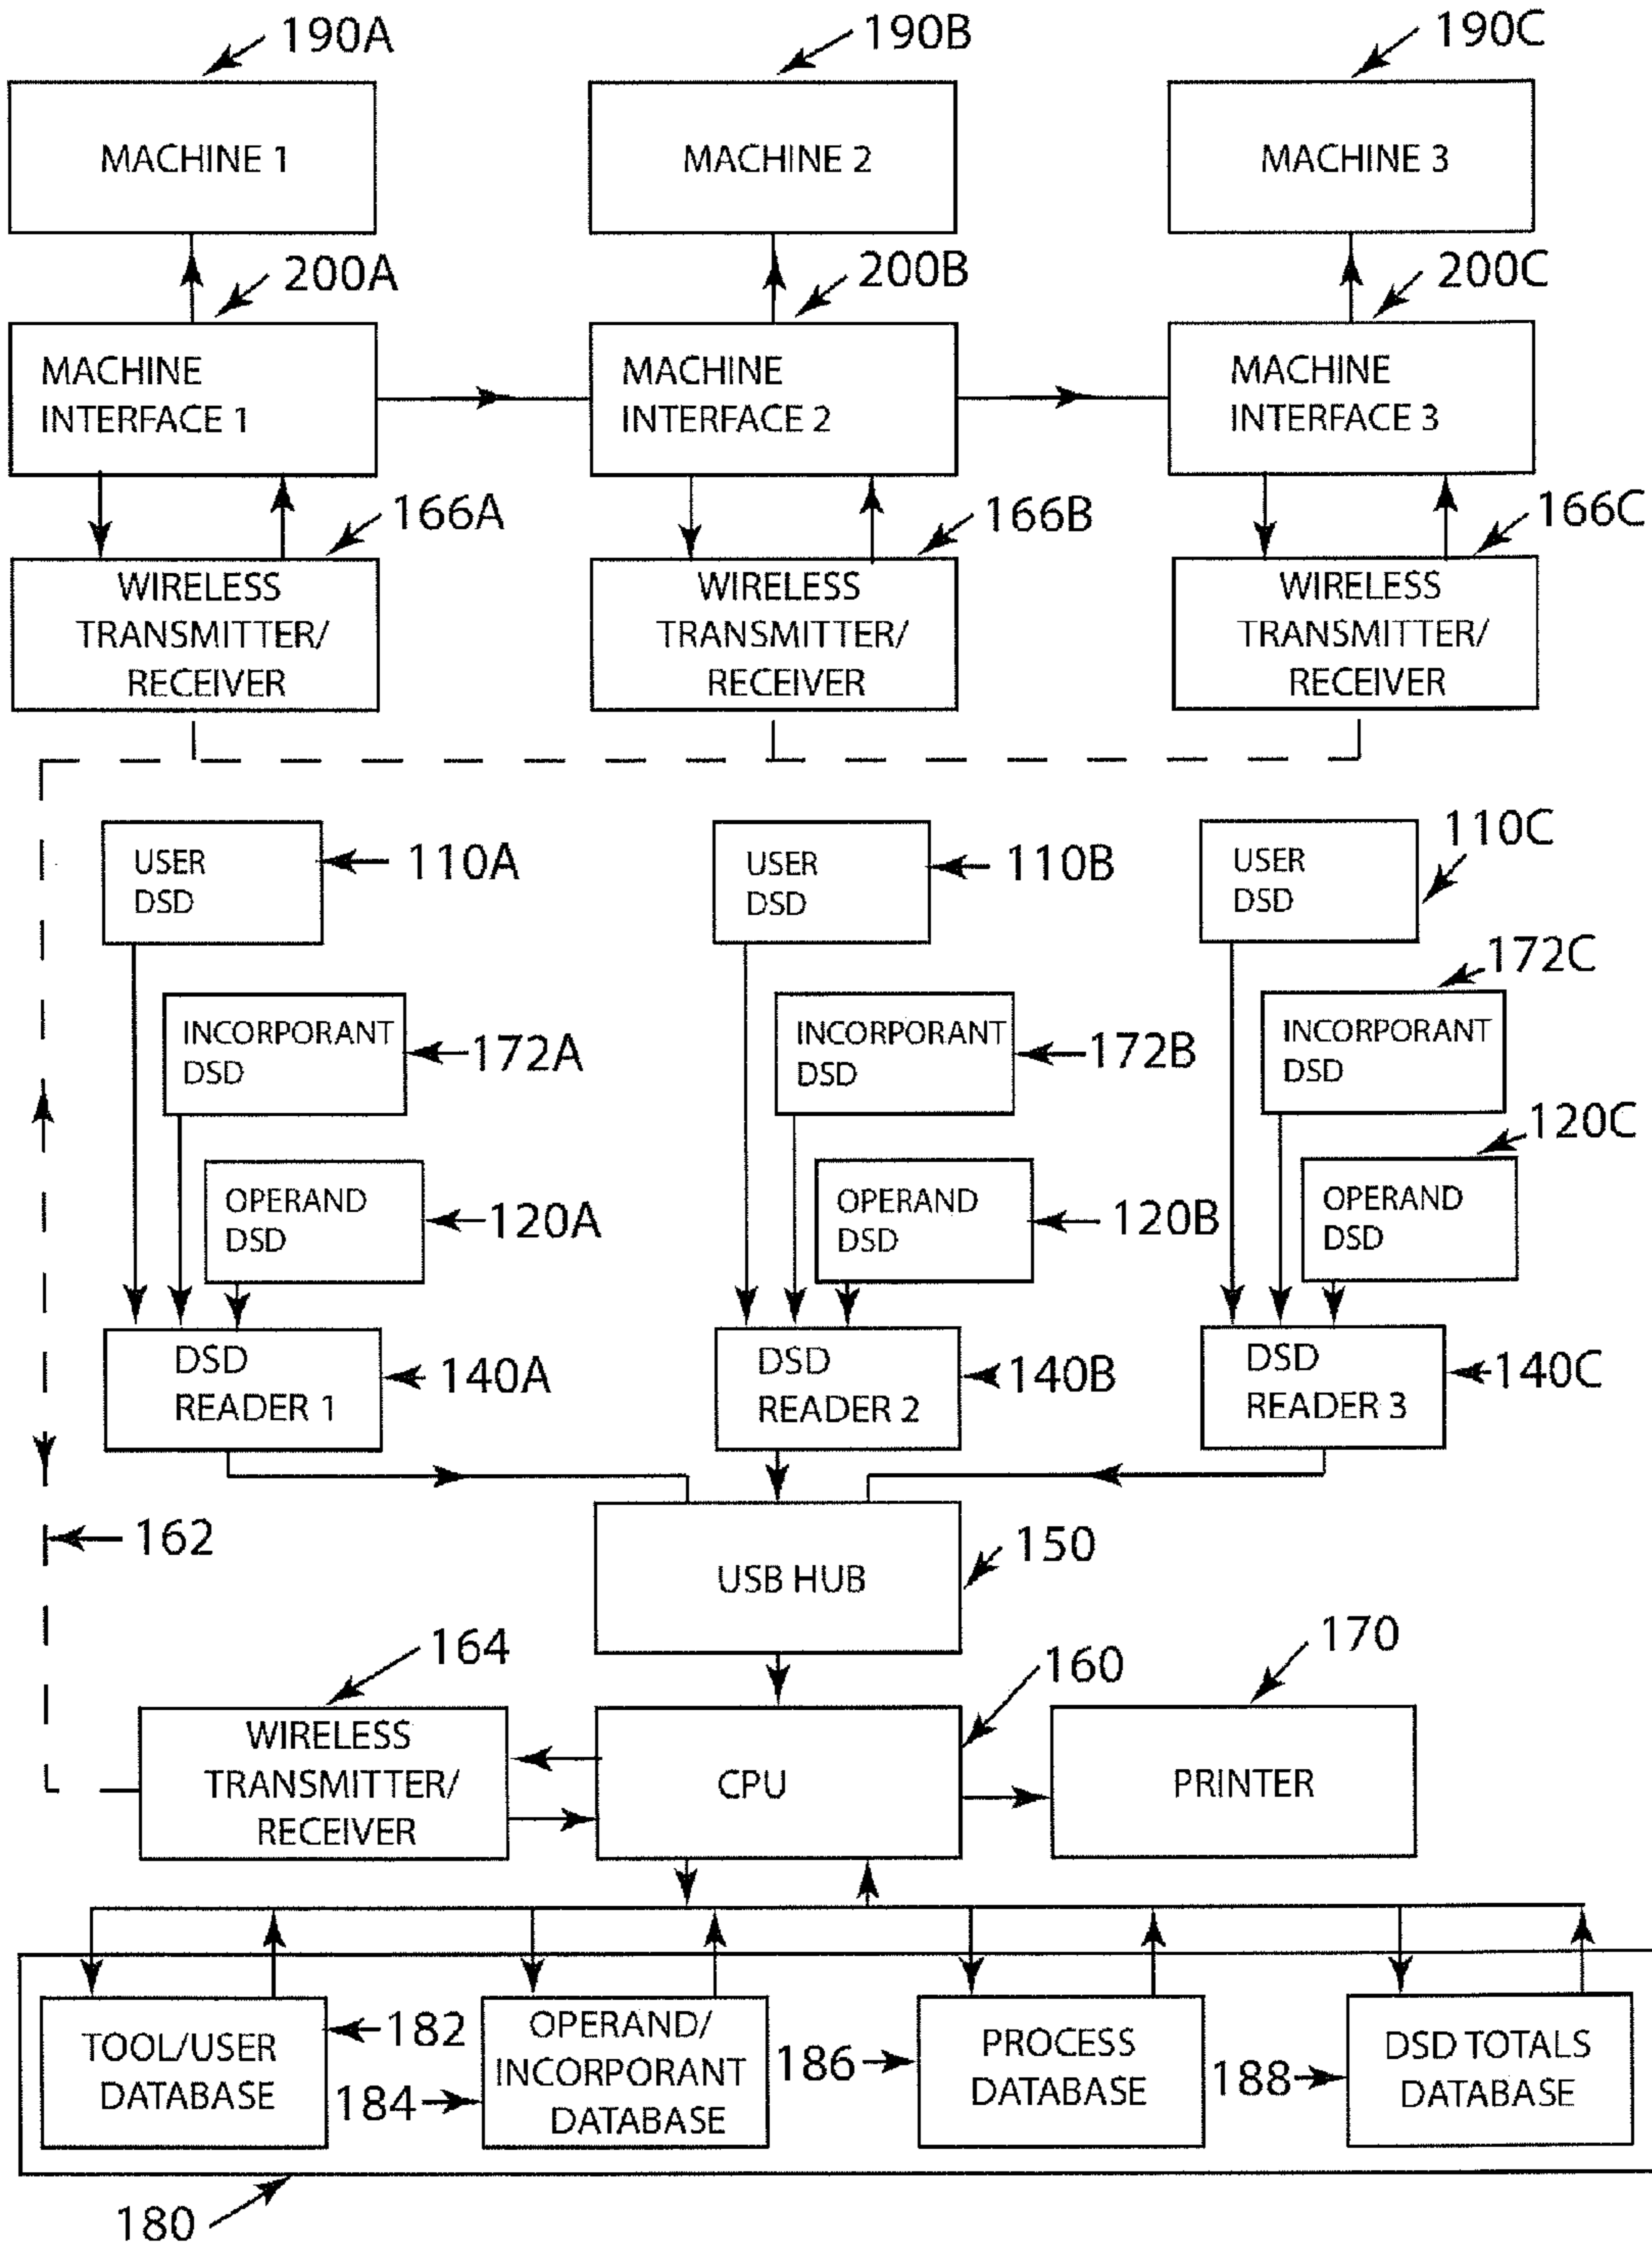 190A
190B
190C
MACHINE 1
MACHINE 2
MACHINE 3
200A
200B
200C
MACHINE
INTERFACE 1
MACHINE
INTERFACE 2
MACHINE
INTERFACE 3
166A
166B
166C
WIRELESS
TRANSMITTER/
RECEIVER
WIRELESS
TRANSMITTER/
RECEIVER
WIRELESS
TRANSMITTER/
RECEIVER
USER
DSD
110A
USER
DSD
110B
USER
DSD
110C
INCORPORANT
DSD
172A
INCORPORANT
DSD
172B
INCORPORANT
DSD
172C
OPERAND
DSD
120A
OPERAND
DSD
120B
OPERAND
DSD
120C
DSD
READER 1
140A
DSD
READER 2
140B
DSD
READER 3
140C
162
USB HUB
150
164
WIRELESS
TRANSMITTER/
RECEIVER
CPU
160
170
PRINTER
TOOL/USER
DATABASE
182
184
OPERAND/
INCORPORANT
DATABASE
186
PROCESS
DATABASE
188
DSD TOTALS
DATABASE
180